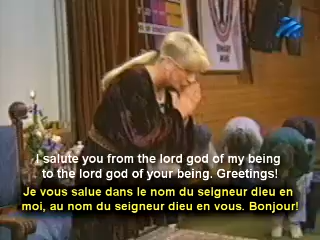 I salute you from the lord god of my being
to the lord god of your being. Greetings!
Je vous salue dans le nom du seigneur dieu en
moi, au nom du seigneur dieu en vous. Bonjour!